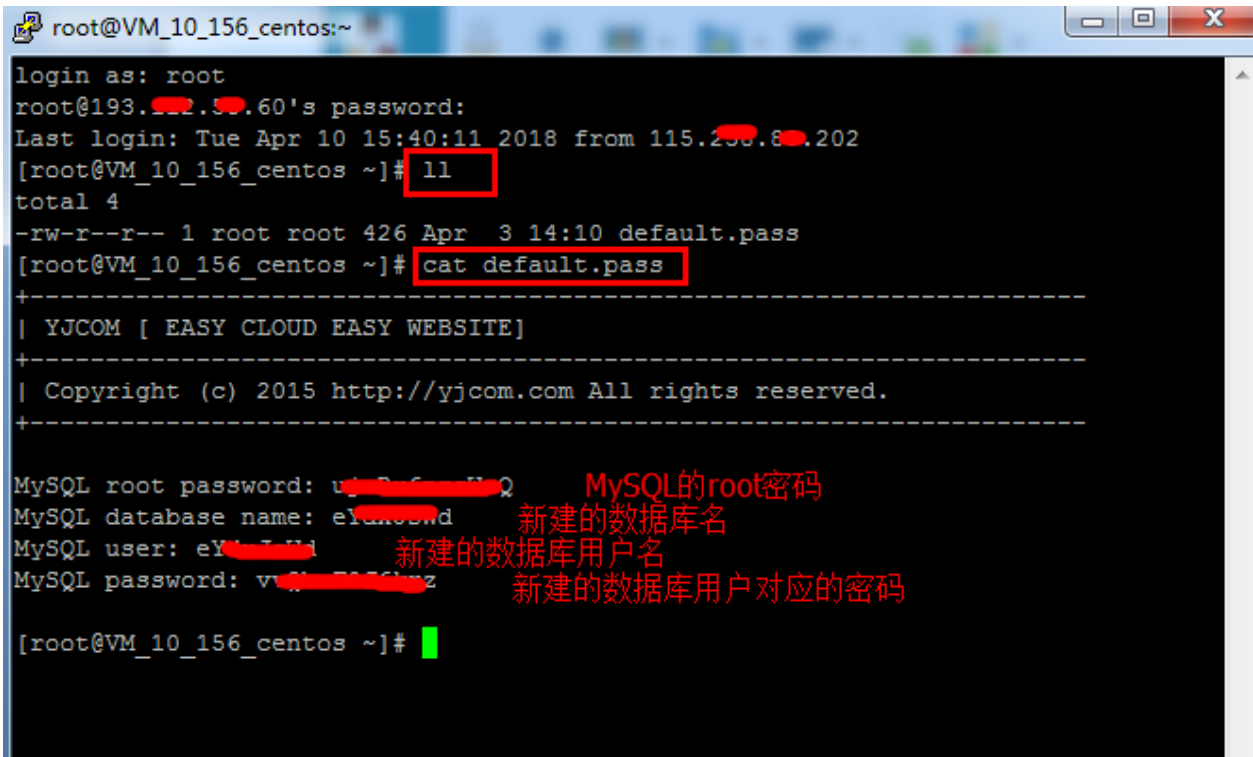 root@VM_10_156_centos:~
login as: root
root@193. .60's password:
Last login: Tue Apr 10 15:40:11 2018 from 115. .202
[root@VM_10_156_centos ~]# ll
total 4
-rw-r--r-- 1 root root 426 Apr  3 14:10 default.pass
[root@VM_10_156_centos ~]# cat default.pass
+----------------------------------------------------------------------
| YJCOM [ EASY CLOUD EASY WEBSITE]
+----------------------------------------------------------------------
| Copyright (c) 2015 http://yjcom.com All rights reserved.
+----------------------------------------------------------------------
MySQL root password: MySQL的root密码
MySQL database name: 新建的数据库名
MySQL user: 新建的数据库用户名
MySQL password: 新建的数据库用户对应的密码
[root@VM_10_156_centos ~]#